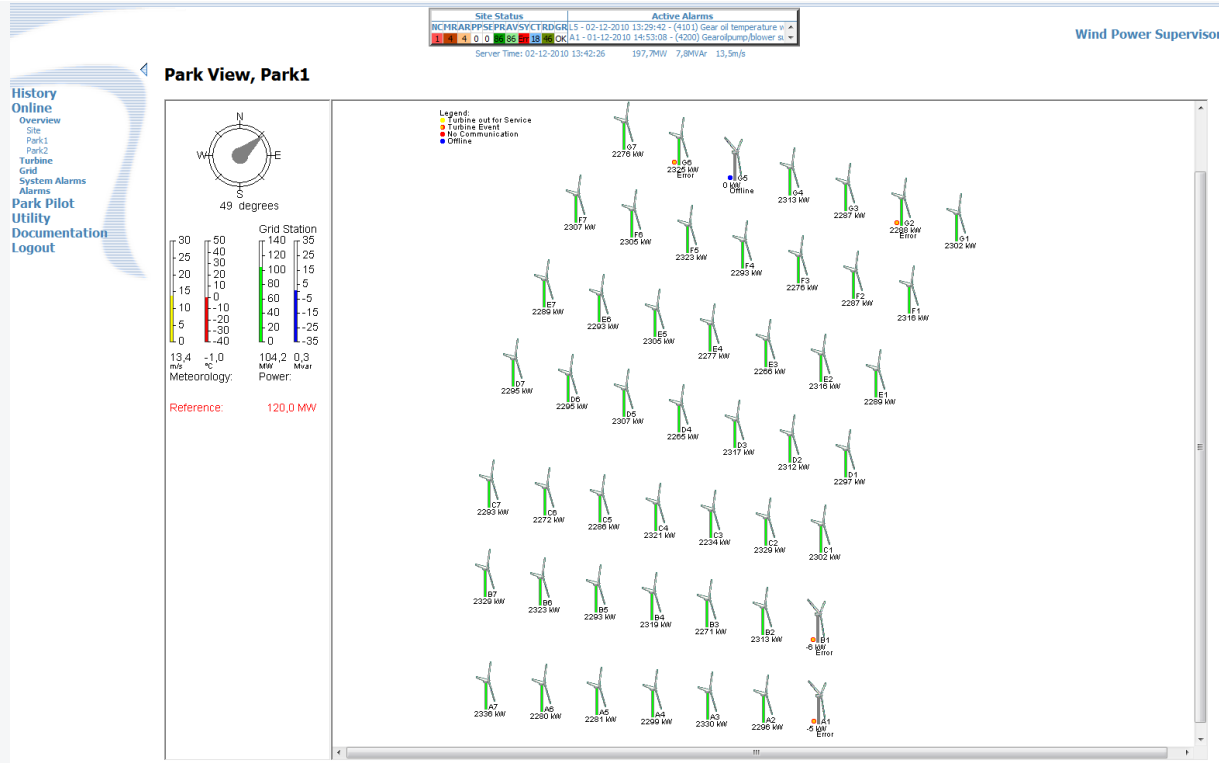 Site Status Active Alarms
NC MR AR PP SE PR AV SY CT RD GR L5 - 02-12-2010 13:29:42 - (4101) Gear oil temperature
1 4 4 0 0 86 86 Err 18 46 OK A1 - 01-12-2010 14:53:08 - (4200) Gearoilpump/blower
Server Time: 02-12-2010 13:42:26 197,7MW 7,8MVAr 13,5m/s
Wind Power Supervisor
Park View, Park1
History
Online
Overview
Site
Park1
Park2
Turbine
Grid
System Alarms
Alarms
Park Pilot
Utility
Documentation
Logout
N
W E
S
49 degrees
Grid Station
30 50 140 35
25 40 120 25
20 30 100 15
15 20 80 5
10 10 60 -5
5 0 40 -15
0 -10 20 -25
-20 0 -35
-30
-40
13,4 -1,0 104,2 0,3
m/s °C MW Mvar
Meteorology: Power:
Reference: 120,0 MW
Legend:
Turbine out for Service
Turbine Event
No Communication
Offline
G7
2276 kW
G6
2325 kW
Error
G5
0 kW
Offline
G4
2313 kW
G3
2287 kW
G2
2288 kW
Error
G1
2302 kW
F7
2307 kW
F6
2305 kW
F5
2323 kW
F4
2293 kW
F3
2276 kW
F2
2287 kW
F1
2316 kW
E7
2289 kW
E6
2293 kW
E5
2305 kW
E4
2277 kW
E3
2266 kW
E2
2316 kW
E1
2289 kW
D7
2295 kW
D6
2295 kW
D5
2307 kW
D4
2265 kW
D3
2317 kW
D2
2312 kW
D1
2297 kW
C7
2293 kW
C6
2272 kW
C5
2286 kW
C4
2321 kW
C3
2234 kW
C2
2329 kW
C1
2302 kW
B7
2329 kW
B6
2323 kW
B5
2293 kW
B4
2319 kW
B3
2271 kW
B2
2313 kW
B1
-6 kW
Error
A7
2336 kW
A6
2280 kW
A5
2281 kW
A4
2299 kW
A3
2330 kW
A2
2296 kW
A1
-5 kW
Error